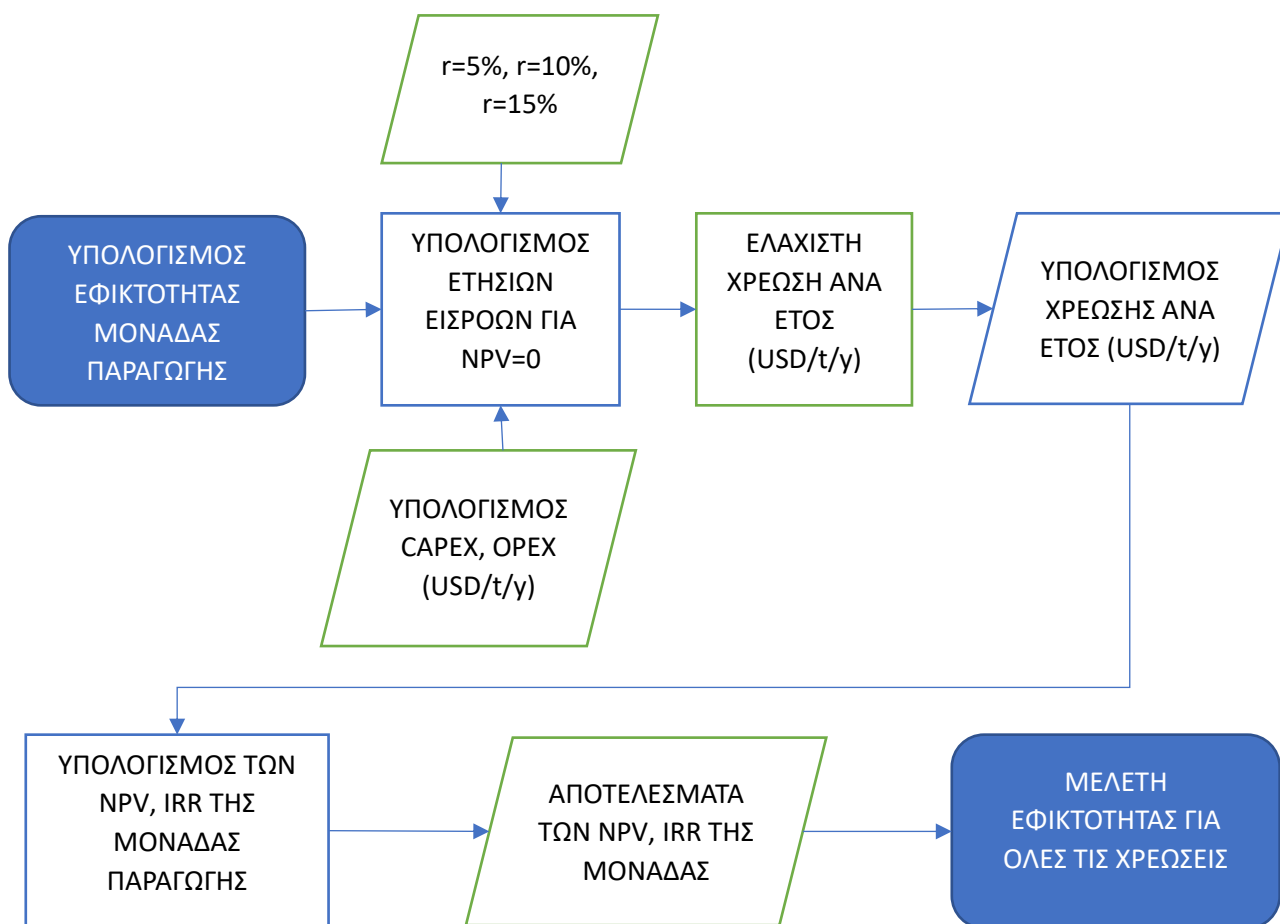 r=5%, r=10%,
r=15%
ΥΠΟΛΟΓΙΣΜΟΣ
ΕΦΙΚΤΟΤΗΤΑΣ
ΜΟΝΑΔΑΣ
ΠΑΡΑΓΩΓΗΣ
ΥΠΟΛΟΓΙΣΜΟΣ
ΕΤΗΣΙΩΝ
ΕΙΣΡΟΩΝ ΓΙΑ
NPV=0
ΕΛΑΧΙΣΤΗ
ΧΡΕΩΣΗ ΑΝΑ
ΕΤΟΣ
(USD/t/y)
ΥΠΟΛΟΓΙΣΜΟΣ
ΧΡΕΩΣΗΣ ΑΝΑ
ΕΤΟΣ (USD/t/y)
ΥΠΟΛΟΓΙΣΜΟΣ
CAPEX, OPEX
(USD/t/y)
ΥΠΟΛΟΓΙΣΜΟΣ ΤΩΝ
NPV, IRR ΤΗΣ
ΜΟΝΑΔΑΣ
ΠΑΡΑΓΩΓΗΣ
ΑΠΟΤΕΛΕΣΜΑΤΑ
ΤΩΝ NPV, IRR ΤΗΣ
ΜΟΝΑΔΑΣ
ΜΕΛΕΤΗ
ΕΦΙΚΤΟΤΗΤΑΣ ΓΙΑ
ΟΛΕΣ ΤΙΣ ΧΡΕΩΣΕΙΣ